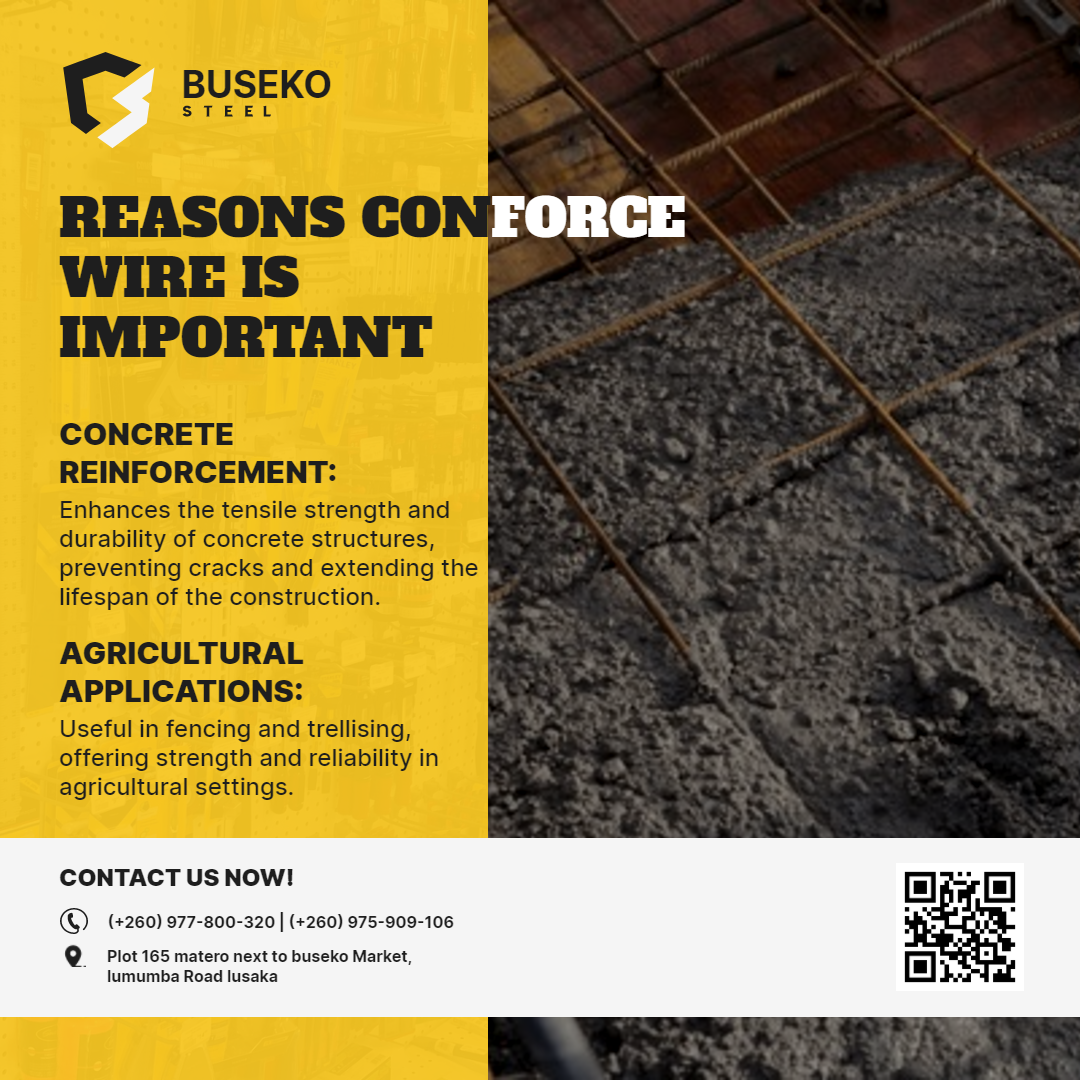 BUSEKO
STEEL
REASONS CONFORCE
WIRE IS
IMPORTANT
CONCRETE
REINFORCEMENT:
Enhances the tensile strength and
durability of concrete structures,
preventing cracks and extending the
lifespan of the construction.
AGRICULTURAL
APPLICATIONS:
Useful in fencing and trellising,
offering strength and reliability in
agricultural settings.
CONTACT US NOW!
(+260) 977-800-320 | (+260) 975-909-106
Plot 165 matero next to buseko Market,
lumumba Road lusaka